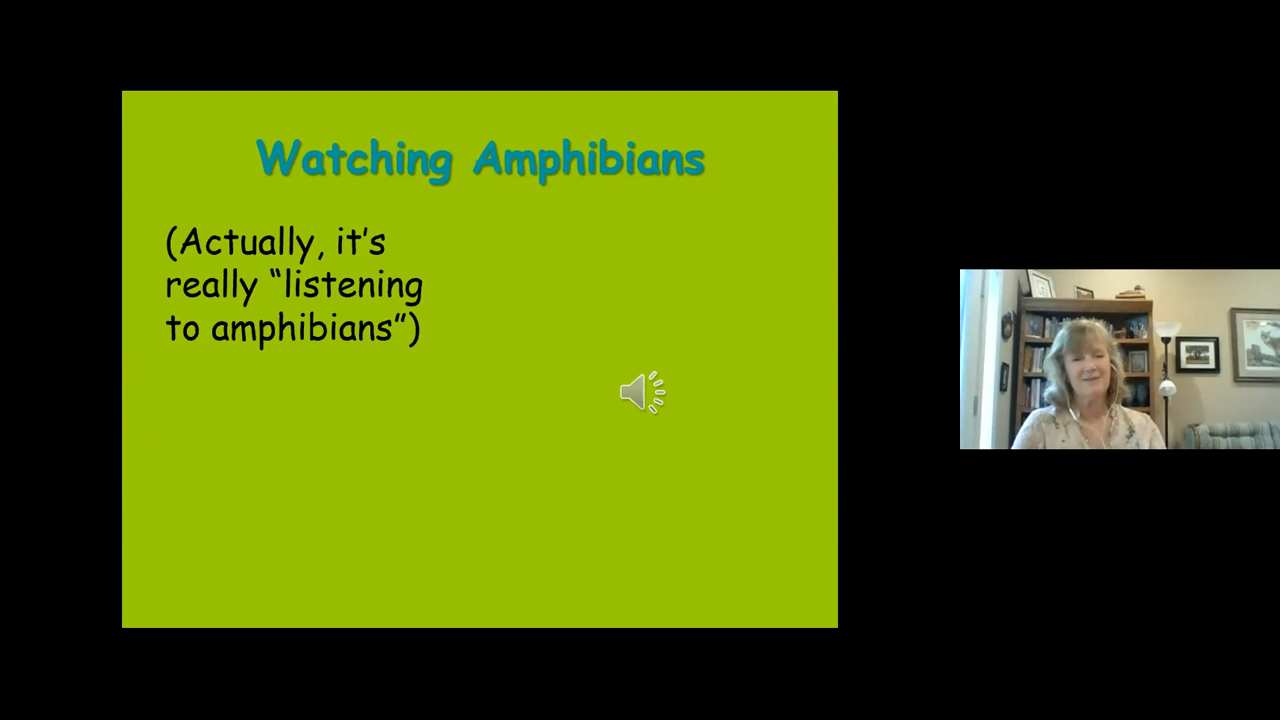 Watching Amphibians
(Actually, it's
really “listening
to amphibians”)